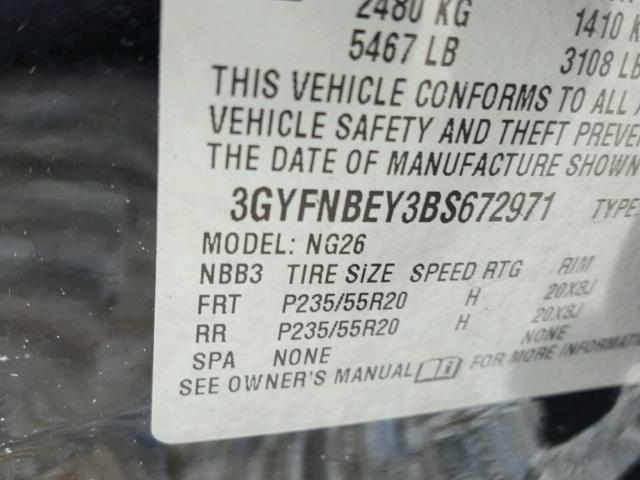 2480 KG 1410 K
5467 LB 3108 LB
THIS VEHICLE CONFORMS TO ALL
VEHICLE SAFETY AND THEFT PREVE
THE DATE OF MANUFACTURE SHOWN
3GYFNBEY3BS672971 TYPE
MODEL: NG26
NBB3 TIRE SiZE SPEED RTG RIM
FRT P235/55R20 H 20X8J
RR P235/55R20 H 20X8J
SPA NONE NONE
SEE OWNER'S MANUAL FOR MORE INFORMATION